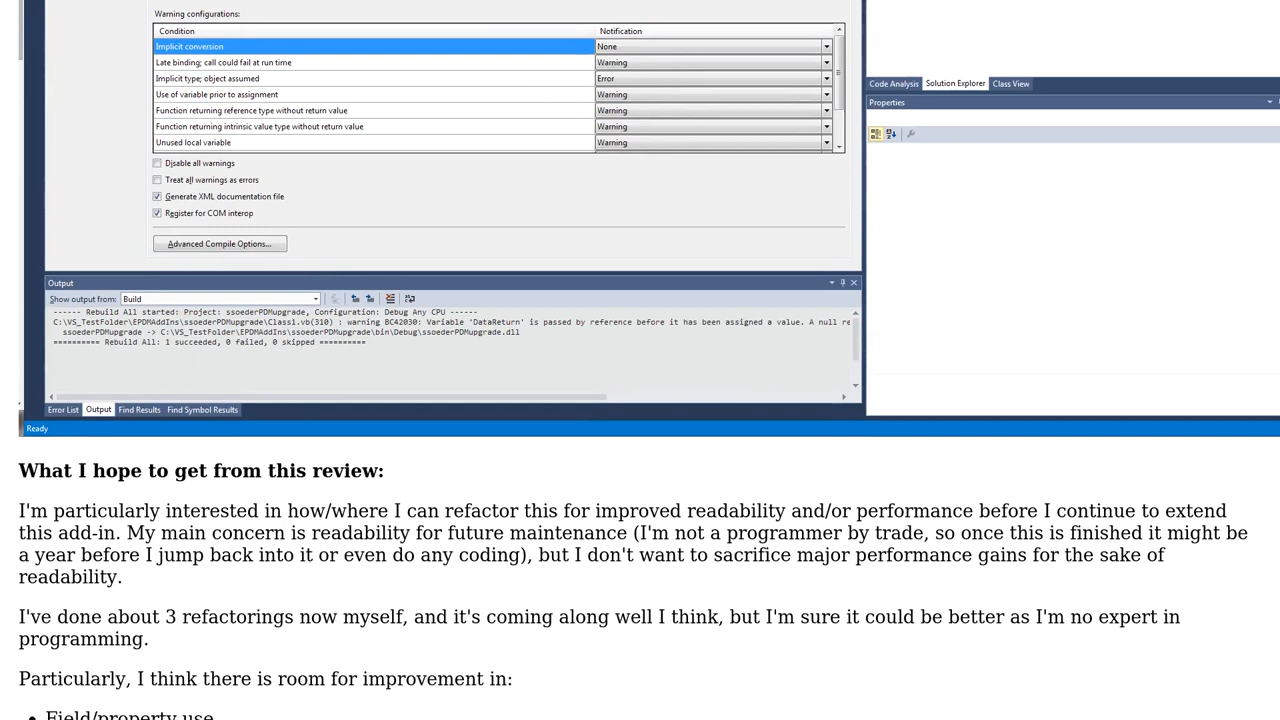 Warning configurations:
Condition Notification
Implicit conversion None
Late binding; call could fail at run time Warning
Implicit type; object assumed Error
Use of variable prior to assignment Warning
Function returning reference type without return value Warning
Function returning intrinsic value type without return value Warning
Unused local variable Warning
Disable all warnings
Treat all warnings as errors
Generate XML documentation file
Register for COM interop
Advanced Compile Options...
Code Analysis Solution Explorer Class View
Properties
Output
Show output from: Build
------ Rebuild All started: Project: ssoederPDMupgrade, Configuration: Debug Any CPU ------
C:\VS_TestFolder\EPDMAddIns\ssoederPDMupgrade\Class1.vb(310) : warning BC42030: Variable 'DataReturn' is passed by reference before it has been assigned a value. A null re
ssoederPDMupgrade -> C:\VS_TestFolder\EPDMAddIns\ssoederPDMupgrade\bin\Debug\ssoederPDMupgrade.dll
========== Rebuild All: 1 succeeded, 0 failed, 0 skipped ==========
Error List Output Find Results Find Symbol Results
Ready
What I hope to get from this review:
I'm particularly interested in how/where I can refactor this for improved readability and/or performance before I continue to extend
this add-in. My main concern is readability for future maintenance (I'm not a programmer by trade, so once this is finished it might be
a year before I jump back into it or even do any coding), but I don't want to sacrifice major performance gains for the sake of
readability.
I've done about 3 refactorings now myself, and it's coming along well I think, but I'm sure it could be better as I'm no expert in
programming.
Particularly, I think there is room for improvement in:
• Field/property use